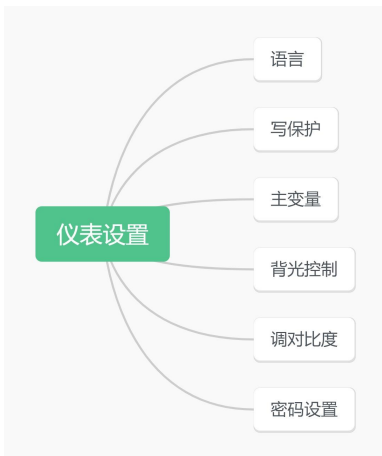 语言
写保护
主变量
仪表设置
背光控制
调对比度
密码设置